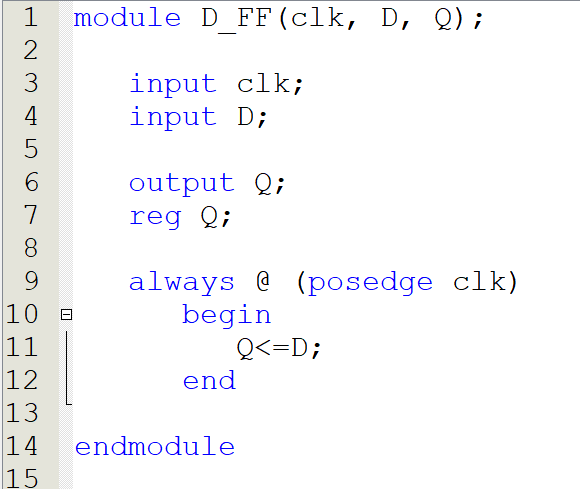 1 module D_FF(clk, D, Q);
2
3 input clk;
4 input D;
5
6 output Q;
7 reg Q;
8
9 always @ (posedge clk)
10 begin
11 Q<=D;
12 end
13
14 endmodule
15